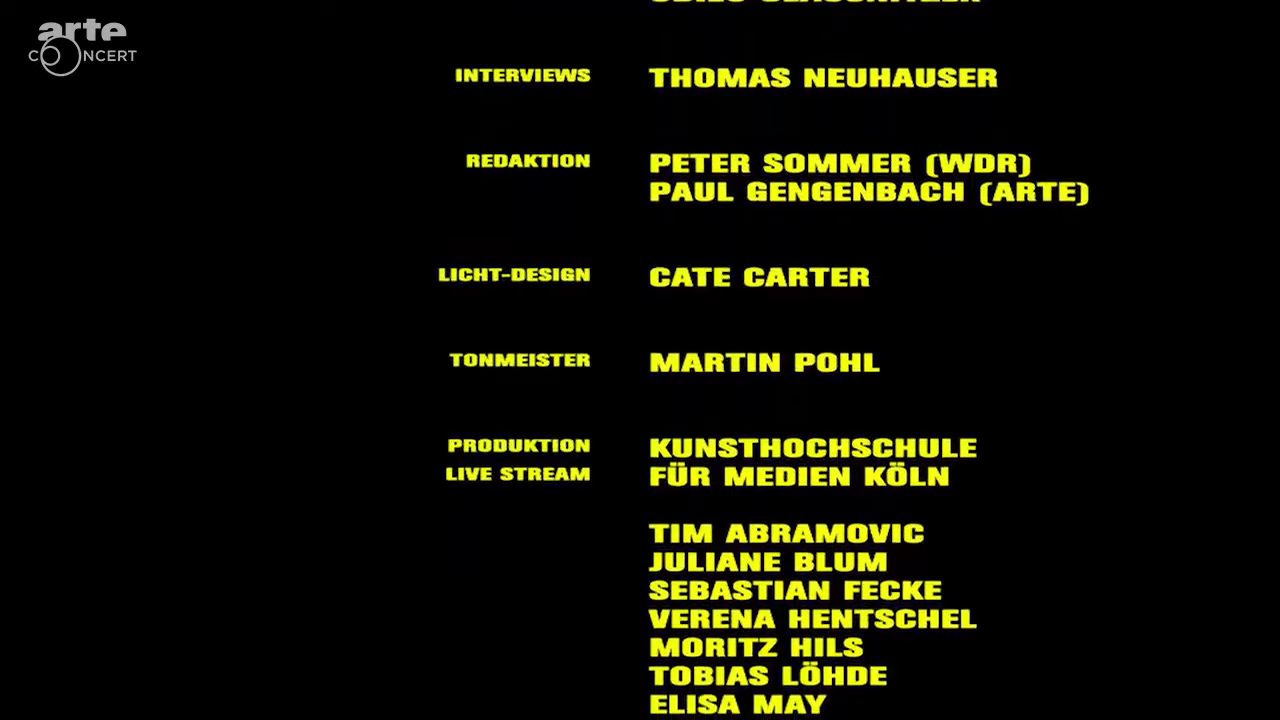 arte
CONCERT
INTERVIEWS THOMAS NEUHAUSER
REDAKTION PETER SOMMER (WDR)
PAUL GENGENBACH (ARTE)
LICHT-DESIGN CATE CARTER
TONMEISTER MARTIN POHL
PRODUKTION KUNSTHOCHSCHULE
LIVE STREAM FÜR MEDIEN KÖLN
TIM ABRAMOVIC
JULIANE BLUM
SEBASTIAN FECKE
VERENA HENTSCHEL
MORITZ HILS
TOBIAS LÖHDE
ELISA MAY